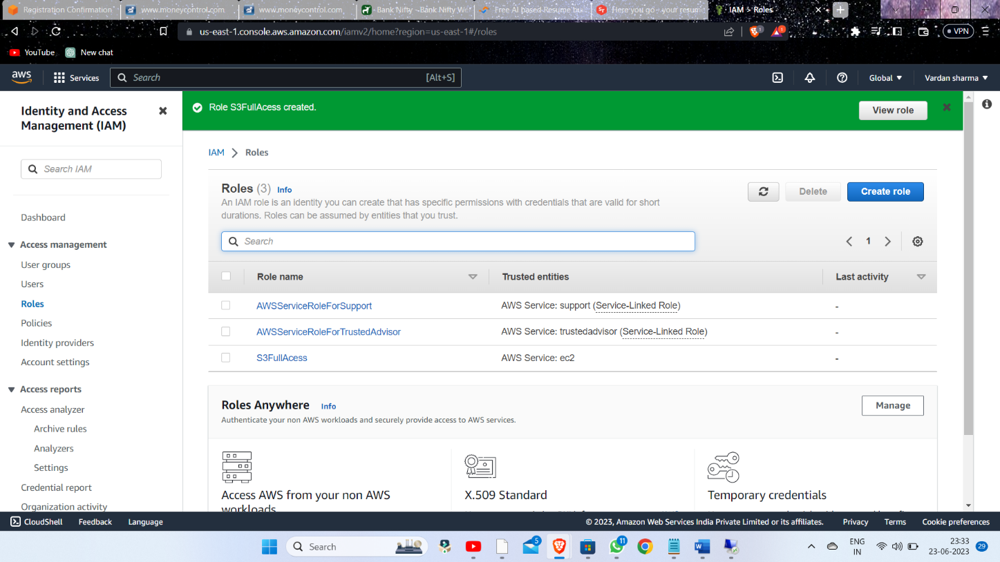 Registration Confirmation
www.moneycontrol.com
www.moneycontrol.com
Bank Nifty - Bank Nifty We
Free AI based Resume bu
ST
Here you go - your resum
IAM > Roles
us-east-1.console.aws.amazon.com/iamv2/home?region=us-east-1#/roles
1
1
VPN
YouTube
New chat
aws
Services
Search
[Alt+S]
Global
Vardan sharma
Identity and Access
Management (IAM)
Search IAM
Dashboard
Access management
User groups
Users
Roles
Policies
Identity providers
Account settings
Access reports
Access analyzer
Archive rules
Analyzers
Settings
Credential report
Organization activity
Role S3FullAcess created.
View role
IAM > Roles
Roles (3) Info
An IAM role is an identity you can create that has specific permissions with credentials that are valid for short
durations. Roles can be assumed by entities that you trust.
Delete
Create role
Search
1
Role name
Trusted entities
Last activity
AWSServiceRoleForSupport
AWS Service: support (Service-Linked Role)
-
AWSServiceRoleForTrustedAdvisor
AWS Service: trustedadvisor (Service-Linked Role)
-
S3FullAcess
AWS Service: ec2
-
Roles Anywhere Info
Authenticate your non AWS workloads and securely provide access to AWS services.
Manage
Access AWS from your non AWS
workloads
X.509 Standard
Temporary credentials
CloudShell
Feedback
Language
© 2023, Amazon Web Services India Private Limited or its affiliates.
Privacy
Terms
Cookie preferences
Search
5
11
W
ENG
IN
23:33
23-06-2023
29